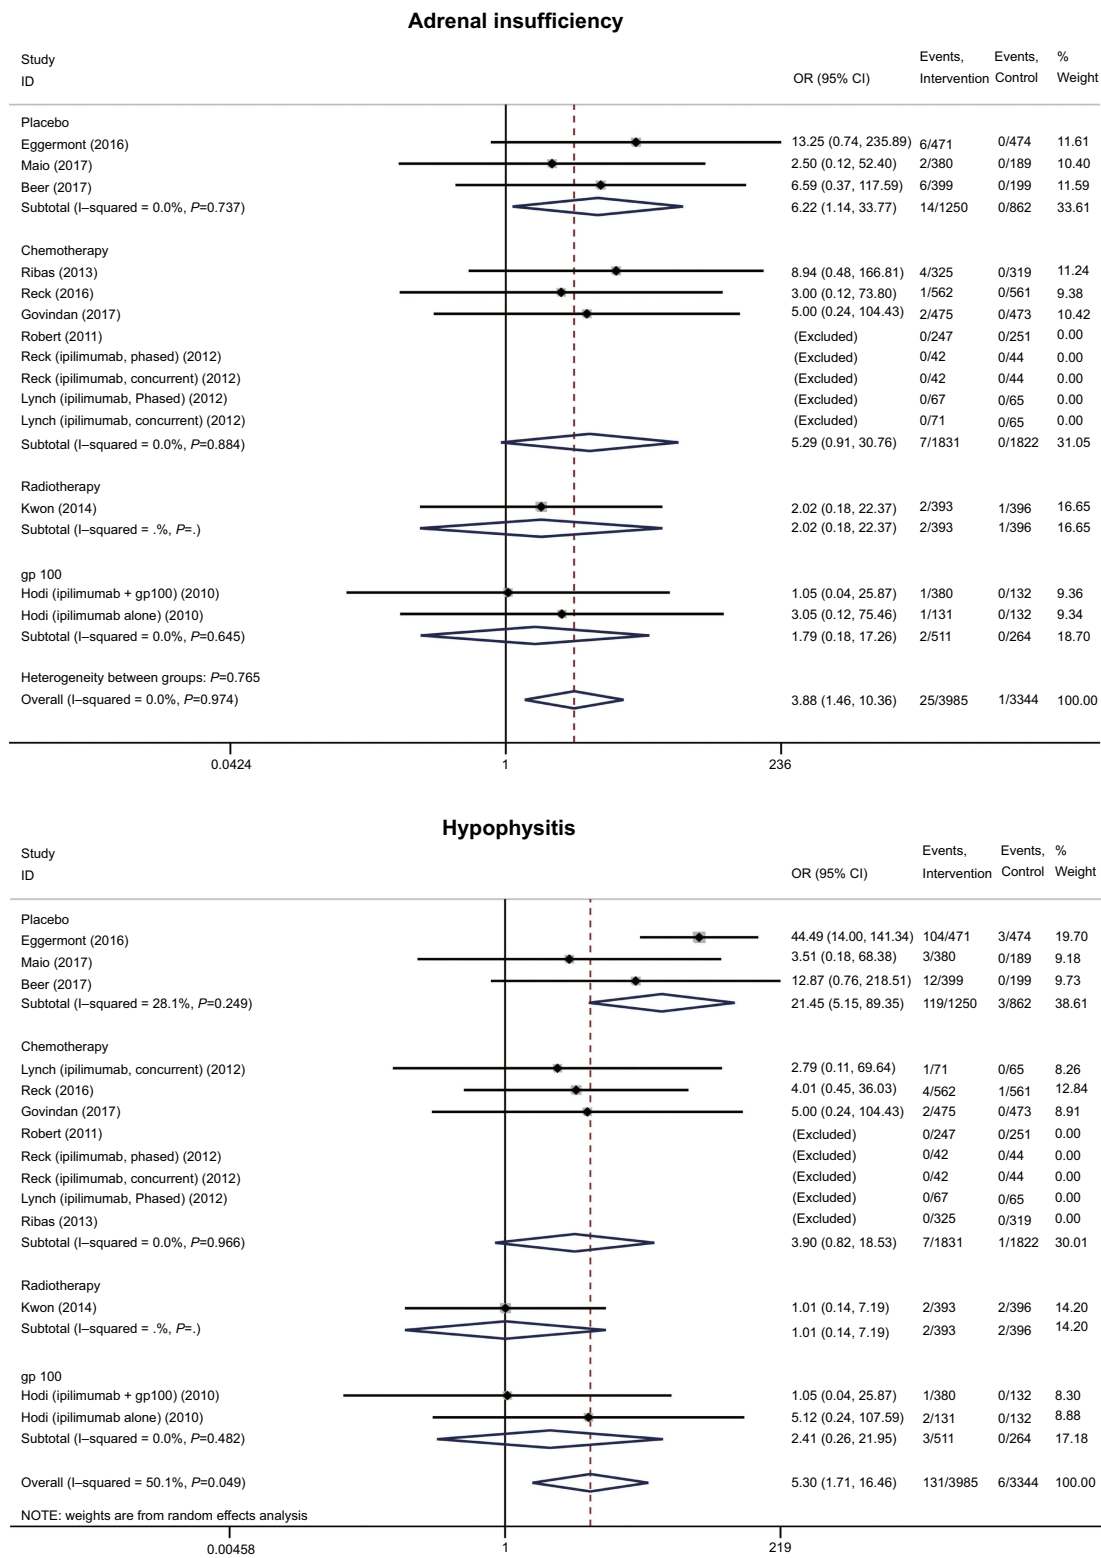 Adrenal insufficiency
Study ID OR (95% CI) Events, Intervention Events, Control % Weight
Placebo
Eggermont (2016) 13.25 (0.74, 235.89) 6/471 0/474 11.61
Maio (2017) 2.50 (0.12, 52.40) 2/380 0/189 10.40
Beer (2017) 6.59 (0.37, 117.59) 6/399 0/199 11.59
Subtotal (I–squared = 0.0%, P=0.737) 6.22 (1.14, 33.77) 14/1250 0/862 33.61
Chemotherapy
Ribas (2013) 8.94 (0.48, 166.81) 4/325 0/319 11.24
Reck (2016) 3.00 (0.12, 73.80) 1/562 0/561 9.38
Govindan (2017) 5.00 (0.24, 104.43) 2/475 0/473 10.42
Robert (2011) (Excluded) 0/247 0/251 0.00
Reck (ipilimumab, phased) (2012) (Excluded) 0/42 0/44 0.00
Reck (ipilimumab, concurrent) (2012) (Excluded) 0/42 0/44 0.00
Lynch (ipilimumab, Phased) (2012) (Excluded) 0/67 0/65 0.00
Lynch (ipilimumab, concurrent) (2012) (Excluded) 0/71 0/65 0.00
Subtotal (I–squared = 0.0%, P=0.884) 5.29 (0.91, 30.76) 7/1831 0/1822 31.05
Radiotherapy
Kwon (2014) 2.02 (0.18, 22.37) 2/393 1/396 16.65
Subtotal (I–squared = .%, P=.) 2.02 (0.18, 22.37) 2/393 1/396 16.65
gp 100
Hodi (ipilimumab + gp100) (2010) 1.05 (0.04, 25.87) 1/380 0/132 9.36
Hodi (ipilimumab alone) (2010) 3.05 (0.12, 75.46) 1/131 0/132 9.34
Subtotal (I–squared = 0.0%, P=0.645) 1.79 (0.18, 17.26) 2/511 0/264 18.70
Heterogeneity between groups: P=0.765
Overall (I–squared = 0.0%, P=0.974) 3.88 (1.46, 10.36) 25/3985 1/3344 100.00
0.0424 1 236
Hypophysitis
Study ID OR (95% CI) Events, Intervention Events, Control % Weight
Placebo
Eggermont (2016) 44.49 (14.00, 141.34) 104/471 3/474 19.70
Maio (2017) 3.51 (0.18, 68.38) 3/380 0/189 9.18
Beer (2017) 12.87 (0.76, 218.51) 12/399 0/199 9.73
Subtotal (I–squared = 28.1%, P=0.249) 21.45 (5.15, 89.35) 119/1250 3/862 38.61
Chemotherapy
Lynch (ipilimumab, concurrent) (2012) 2.79 (0.11, 69.64) 1/71 0/65 8.26
Reck (2016) 4.01 (0.45, 36.03) 4/562 1/561 12.84
Govindan (2017) 5.00 (0.24, 104.43) 2/475 0/473 8.91
Robert (2011) (Excluded) 0/247 0/251 0.00
Reck (ipilimumab, phased) (2012) (Excluded) 0/42 0/44 0.00
Reck (ipilimumab, concurrent) (2012) (Excluded) 0/42 0/44 0.00
Lynch (ipilimumab, Phased) (2012) (Excluded) 0/67 0/65 0.00
Ribas (2013) (Excluded) 0/325 0/319 0.00
Subtotal (I–squared = 0.0%, P=0.966) 3.90 (0.82, 18.53) 7/1831 1/1822 30.01
Radiotherapy
Kwon (2014) 1.01 (0.14, 7.19) 2/393 2/396 14.20
Subtotal (I–squared = .%, P=.) 1.01 (0.14, 7.19) 2/393 2/396 14.20
gp 100
Hodi (ipilimumab + gp100) (2010) 1.05 (0.04, 25.87) 1/380 0/132 8.30
Hodi (ipilimumab alone) (2010) 5.12 (0.24, 107.59) 2/131 0/132 8.88
Subtotal (I–squared = 0.0%, P=0.482) 2.41 (0.26, 21.95) 3/511 0/264 17.18
Overall (I–squared = 50.1%, P=0.049) 5.30 (1.71, 16.46) 131/3985 6/3344 100.00
NOTE: weights are from random effects analysis
0.00458 1 219